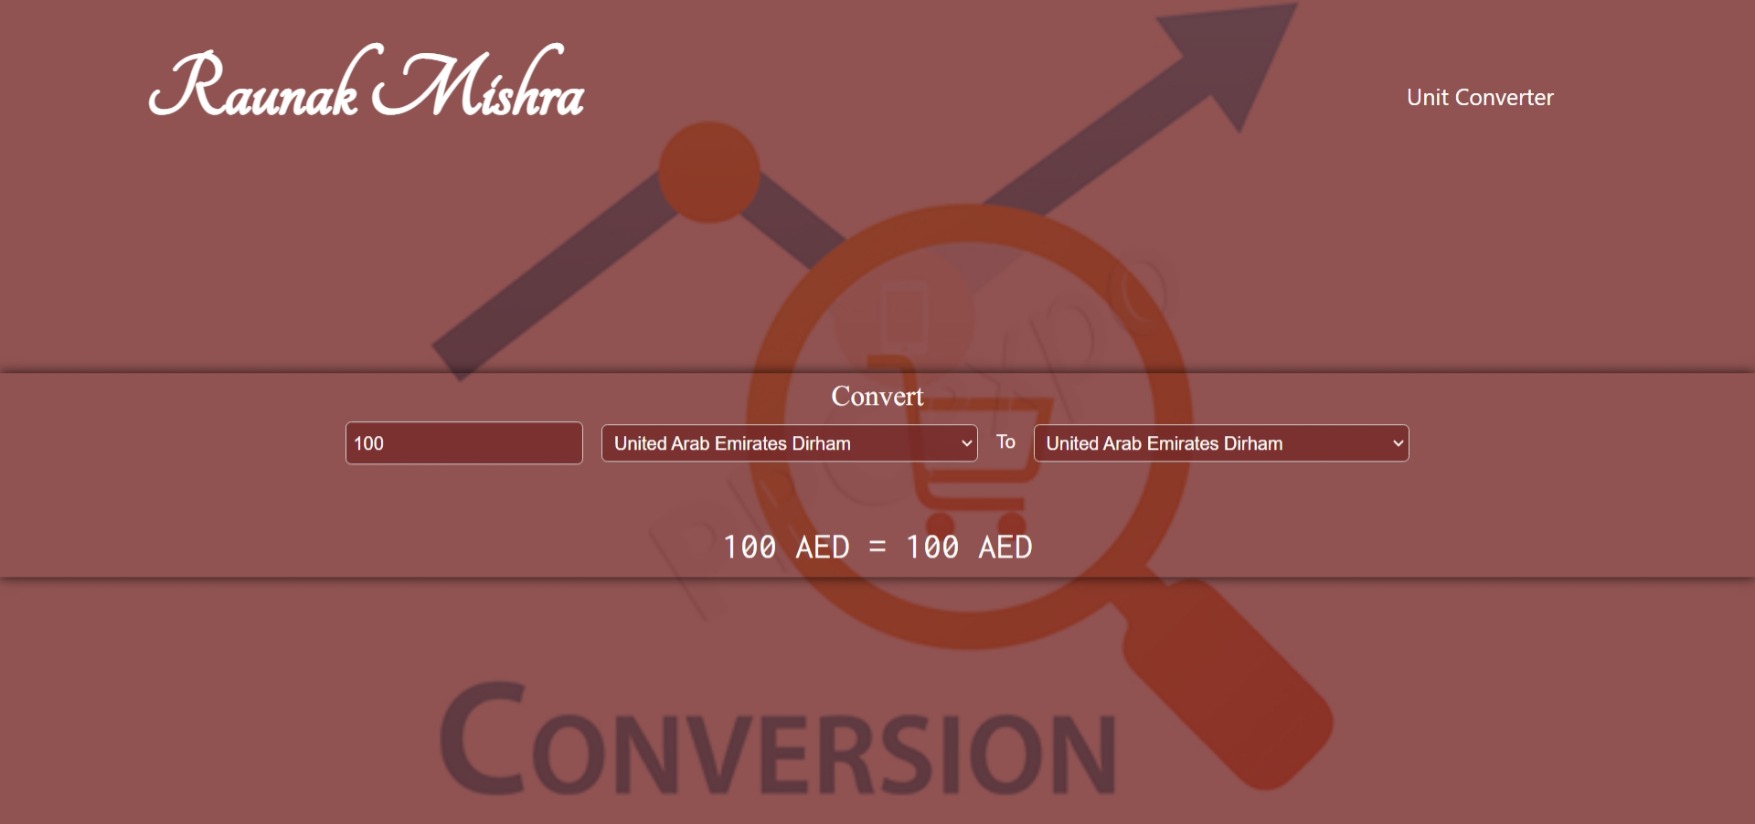 Raunak Mishra
Unit Converter
Convert
100 United Arab Emirates Dirham To United Arab Emirates Dirham
100 AED = 100 AED
CONVERSION